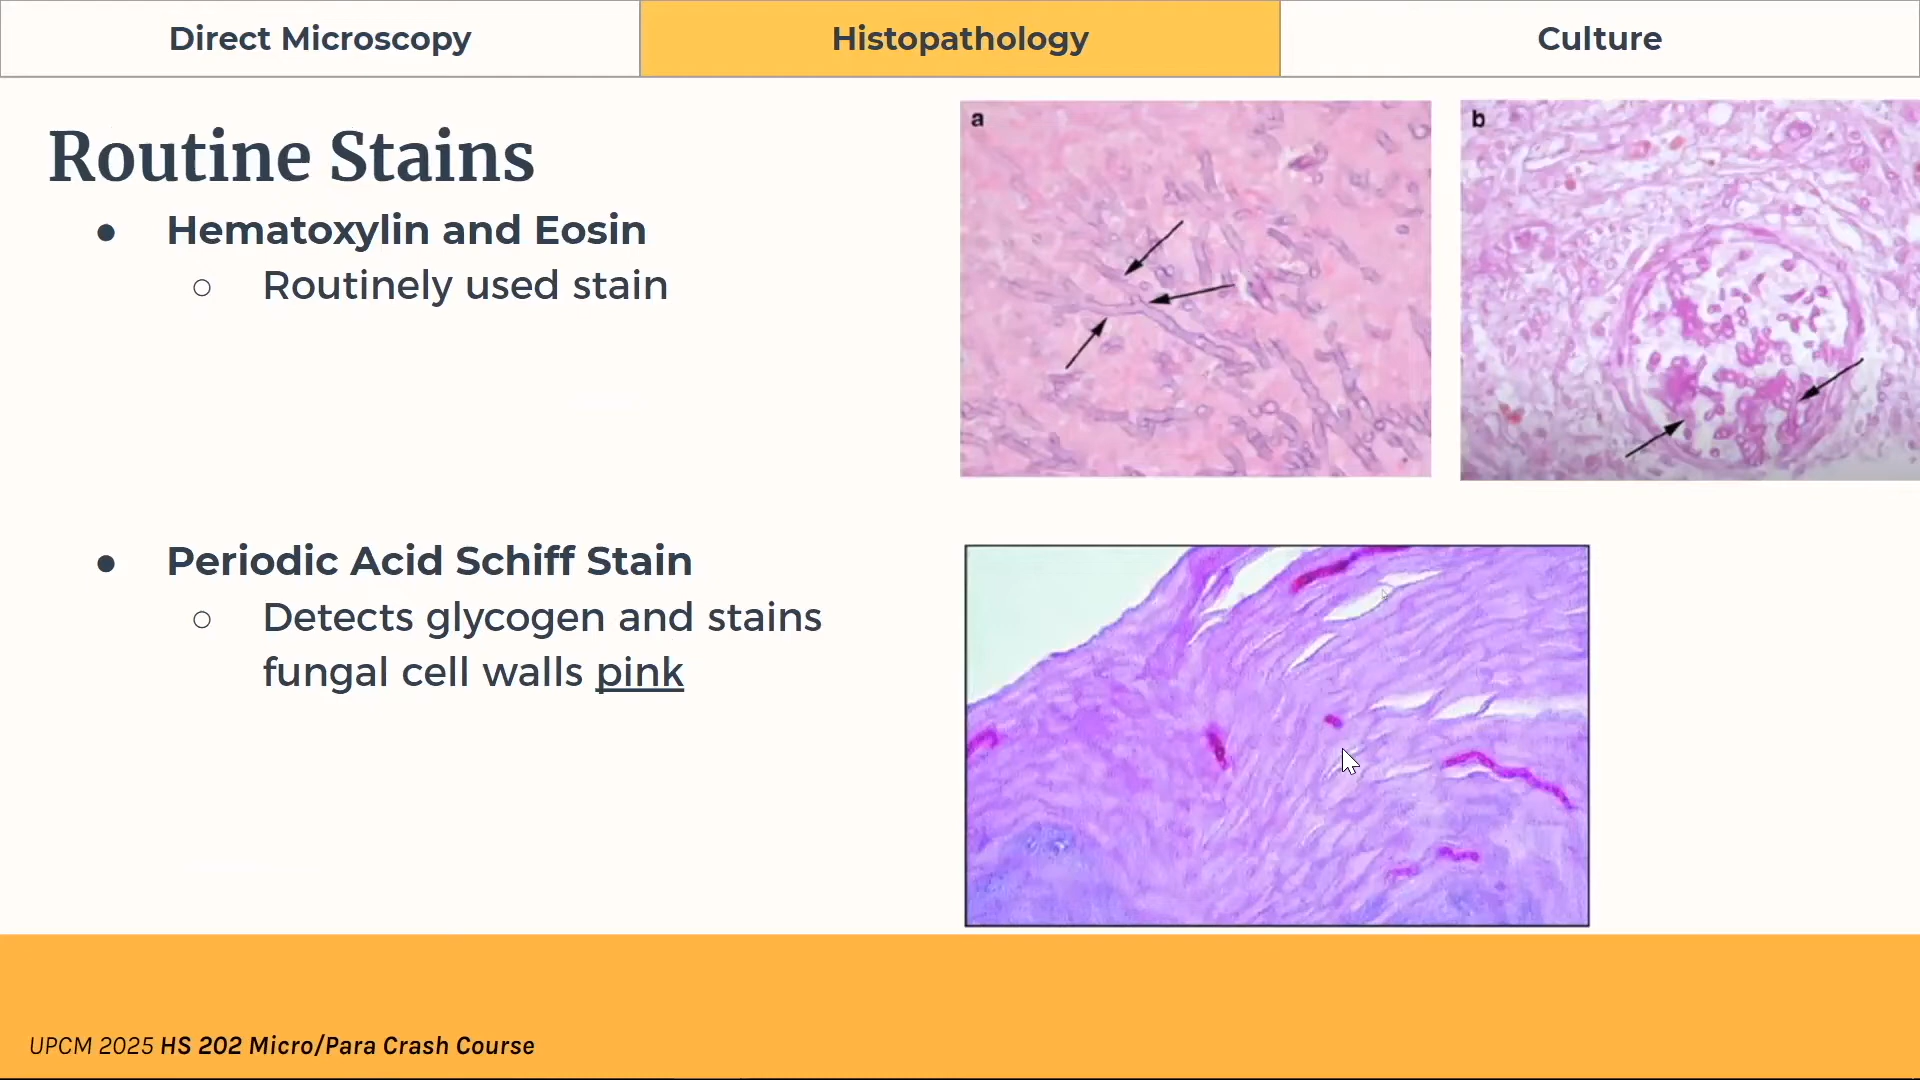 Direct Microscopy
Histopathology
Culture
Routine Stains
● Hematoxylin and Eosin
○ Routinely used stain
● Periodic Acid Schiff Stain
○ Detects glycogen and stains
fungal cell walls pink
a
b
UPCM 2025 HS 202 Micro/Para Crash Course